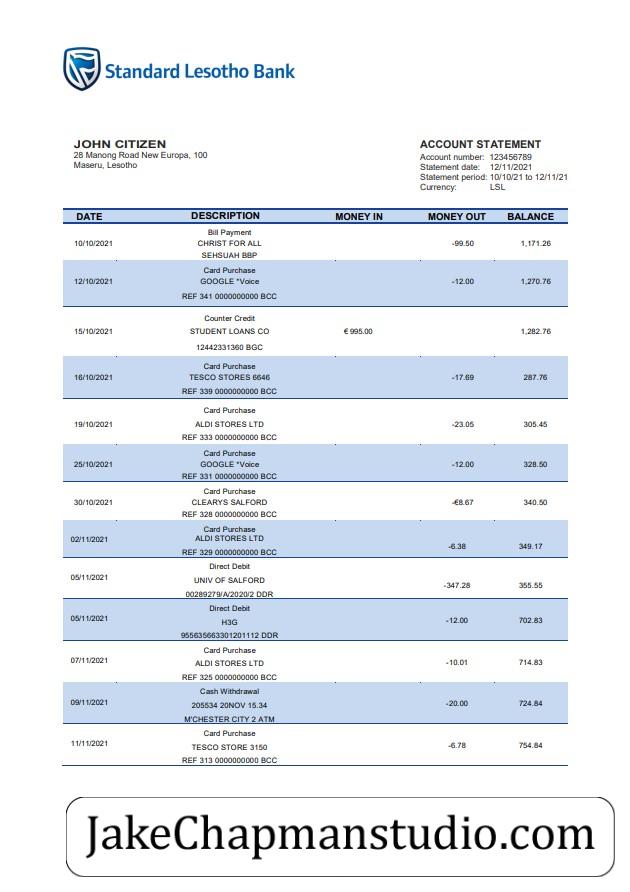 Standard Lesotho Bank
JOHN CITIZEN
28 Manong Road New Europa, 100
Maseru, Lesotho
ACCOUNT STATEMENT
Account number: 123456789
Statement date: 12/11/2021
Statement period: 10/10/21 to 12/11/21
Currency: LSL
DATE DESCRIPTION MONEY IN MONEY OUT BALANCE
Bill Payment
10/10/2021 CHRIST FOR ALL -99.50 1,171.26
SEHSUAH BBP
Card Purchase
12/10/2021 GOOGLE *Voice -12.00 1,270.76
REF 341 0000000000 BCC
Counter Credit
15/10/2021 STUDENT LOANS CO € 995.00 1,282.76
12442331360 BGC
Card Purchase
16/10/2021 TESCO STORES 6646 -17.69 287.76
REF 339 0000000000 BCC
Card Purchase
19/10/2021 ALDI STORES LTD -23.05 305.45
REF 333 0000000000 BCC
Card Purchase
25/10/2021 GOOGLE *Voice -12.00 328.50
REF 331 0000000000 BCC
Card Purchase
30/10/2021 CLEARYS SALFORD -€8.67 340.50
REF 328 0000000000 BCC
Card Purchase
02/11/2021 ALDI STORES LTD -6.38 349.17
REF 329 0000000000 BCC
Direct Debit
05/11/2021 UNIV OF SALFORD -347.28 355.55
00289279/A/2020/2 DDR
Direct Debit
05/11/2021 H3G -12.00 702.83
955635663301201112 DDR
Card Purchase
07/11/2021 ALDI STORES LTD -10.01 714.83
REF 325 0000000000 BCC
Cash Withdrawal
09/11/2021 205534 20NOV 15.34 -20.00 724.84
M'CHESTER CITY 2 ATM
Card Purchase
11/11/2021 TESCO STORE 3150 -6.78 754.84
REF 313 0000000000 BCC
JakeChapmanstudio.com